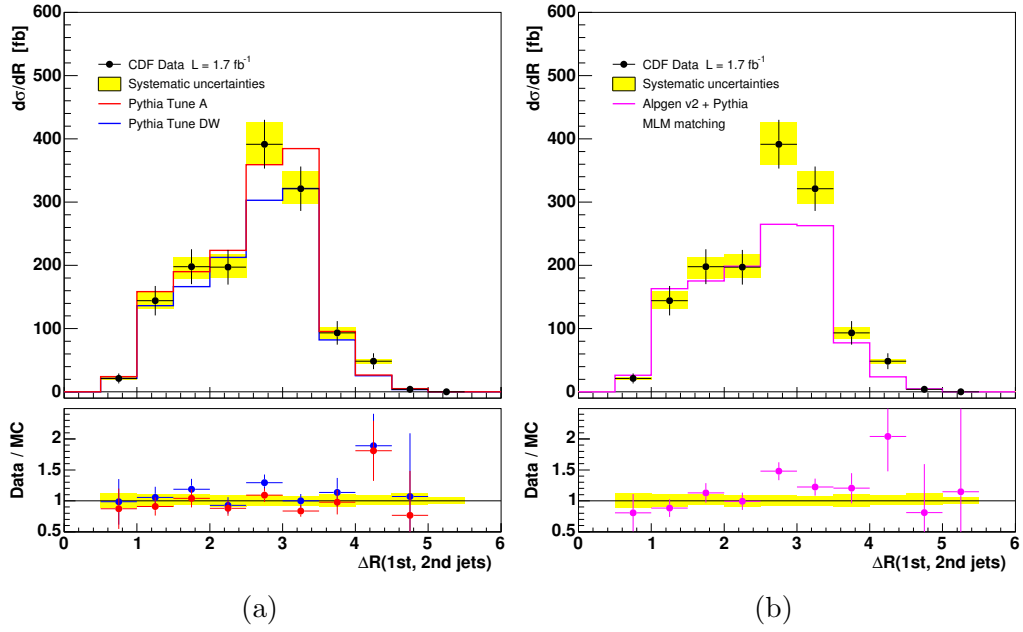 dσ/dR [fb]
600
500
400
300
200
100
0
CDF Data L = 1.7 fb⁻¹
Systematic uncertainties
Pythia Tune A
Pythia Tune DW
Data / MC
2
1.5
1
0.5
0 1 2 3 4 5 6
ΔR(1st, 2nd jets)
(a)
dσ/dR [fb]
600
500
400
300
200
100
0
CDF Data L = 1.7 fb⁻¹
Systematic uncertainties
Alpgen v2 + Pythia
MLM matching
Data / MC
2
1.5
1
0.5
0 1 2 3 4 5 6
ΔR(1st, 2nd jets)
(b)